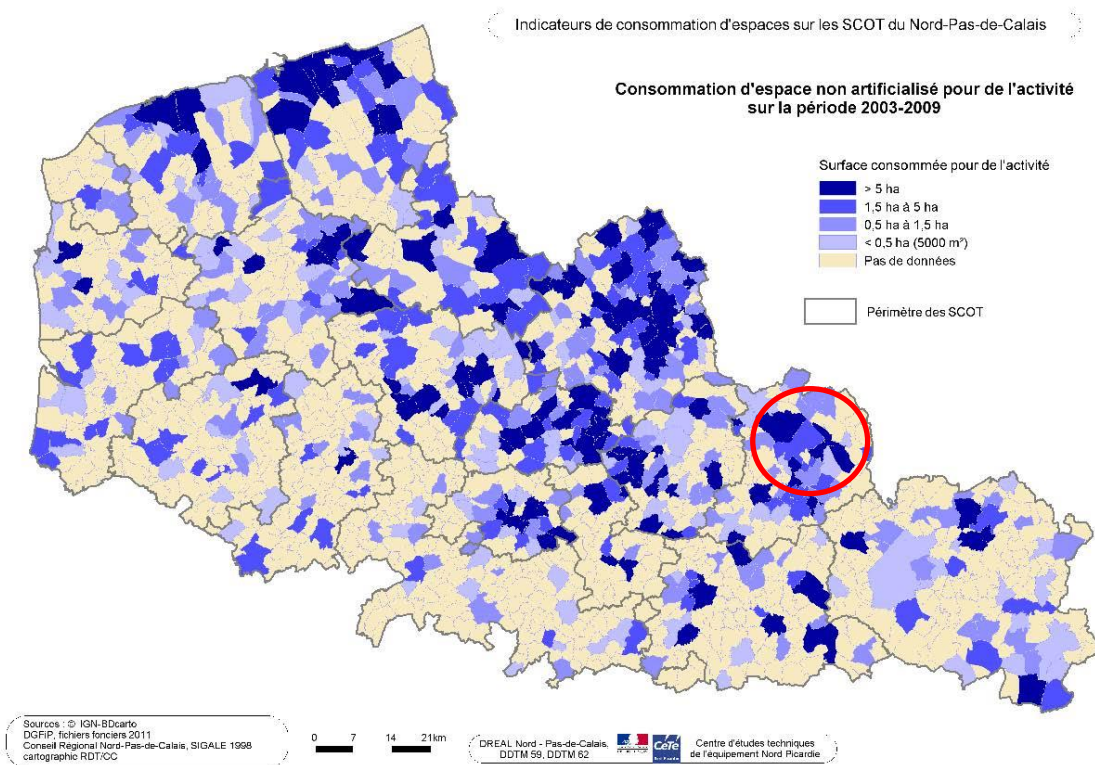 Indicateurs de consommation d'espaces sur les SCOT du Nord-Pas-de-Calais
Consommation d'espace non artificialisé pour de l'activité
sur la période 2003-2009
Surface consommée pour de l'activité
> 5 ha
1,5 ha à 5 ha
0,5 ha à 1,5 ha
< 0,5 ha (5000 m²)
Pas de données
Périmètre des SCOT
Sources : © IGN-BDcarto
DGFiP, fichiers fonciers 2011
Conseil Régional Nord-Pas-de-Calais, SIGALE 1998
cartographie RDT/CC
0 7 14 21km
DREAL Nord - Pas-de-Calais,
DDTM 59, DDTM 62
CeTe
Nord Picardie
Centre d'études techniques
de l'équipement Nord Picardie